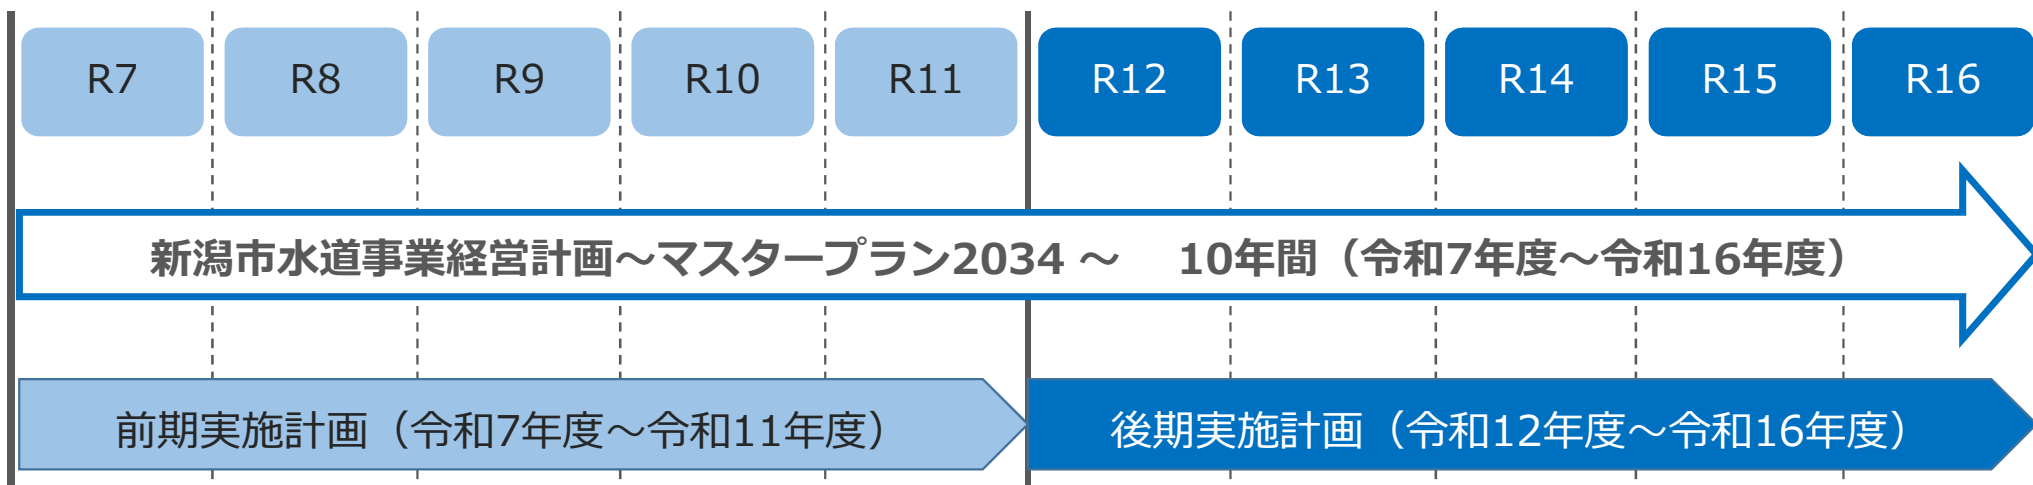 R7 R8 R9 R10 R11 R12 R13 R14 R15 R16
新潟市水道事業経営計画～マスタープラン2034 ～　10年間（令和7年度～令和16年度）
前期実施計画（令和7年度～令和11年度） 後期実施計画（令和12年度～令和16年度）